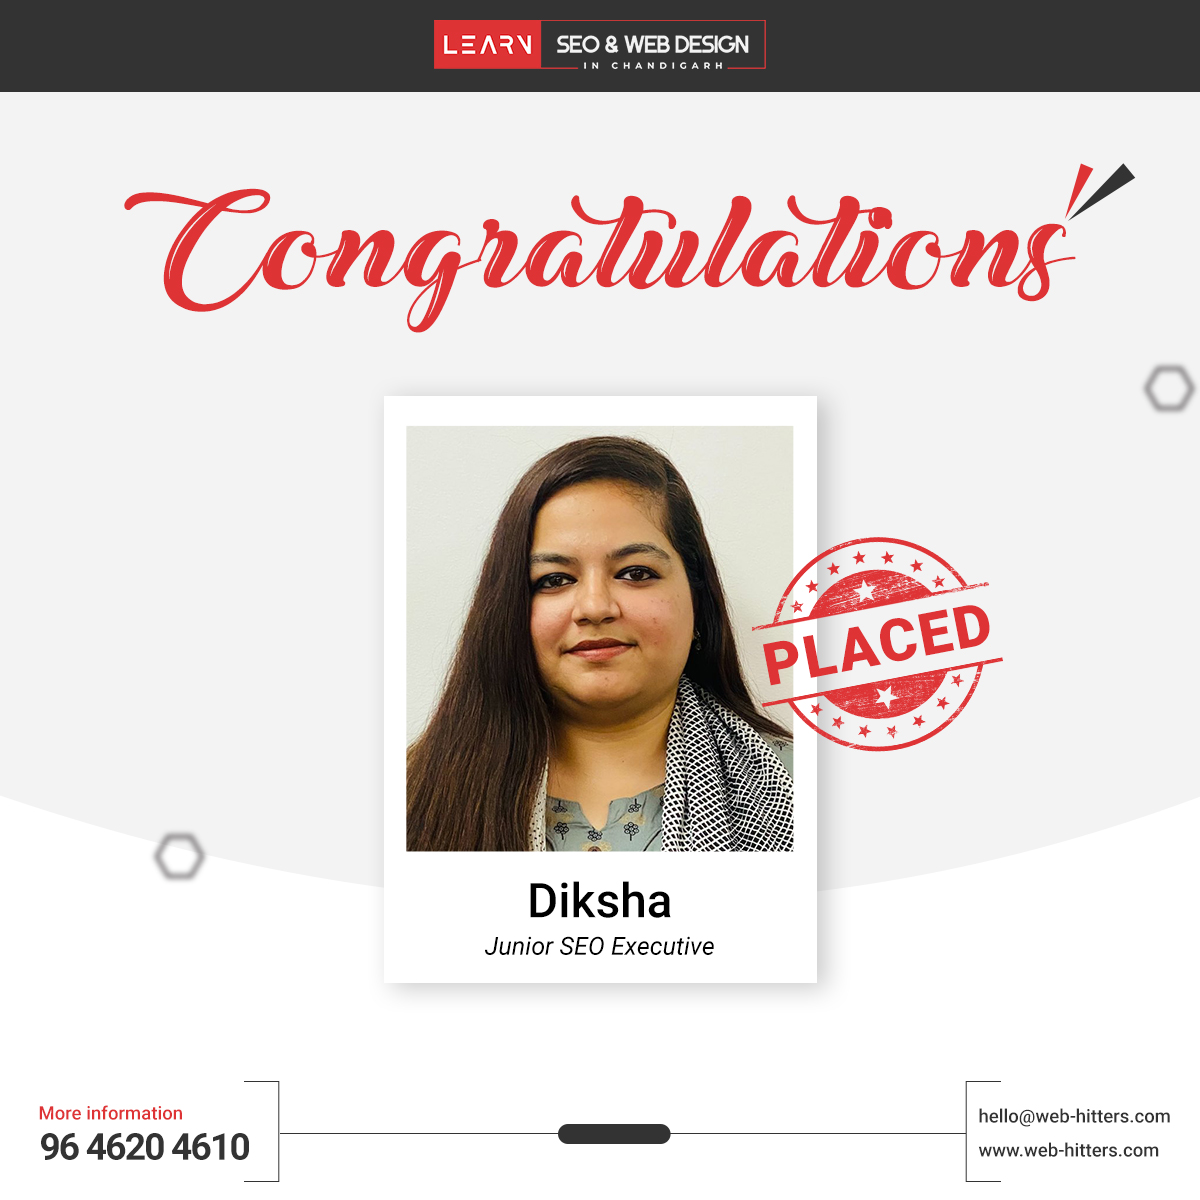 LEARN SEO & WEB DESIGN
IN CHANDIGARH
Congratulations
PLACED
Diksha
Junior SEO Executive
More information
96 4620 4610
hello@web-hitters.com
www.web-hitters.com